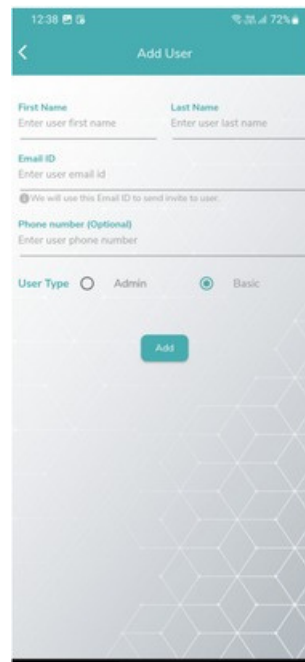 12:38 72%
Add User
First Name Last Name
Enter user first name Enter user last name
Email ID
Enter user email id
We will use this Email ID to send invite to user.
Phone number (Optional)
Enter user phone number
User Type Admin Basic
Add